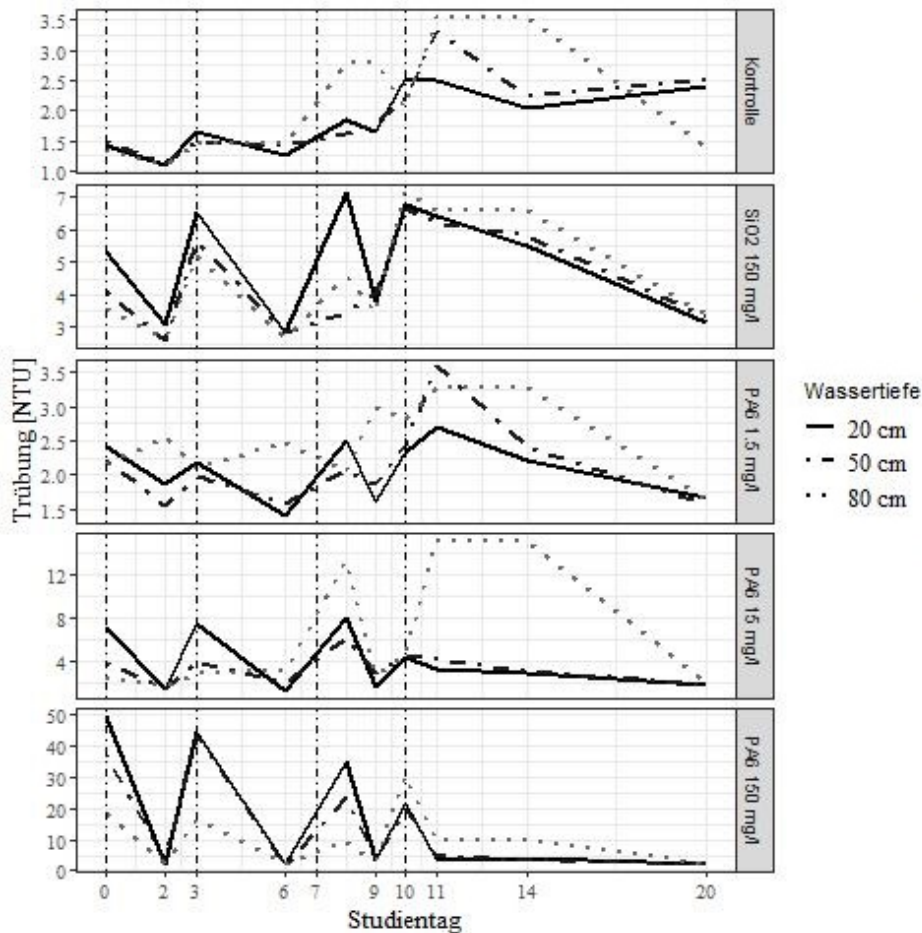 3.5
3.0
2.5
2.0
1.5
1.0
Kontrolle
7
6
5
4
3
SiO2 150 mg/l
Trübung [NTU]
3.5
3.0
2.5
2.0
1.5
PA6 1.5 mg/l
Wassertiefe
20 cm
50 cm
80 cm
12
8
4
PA6 15 mg/l
50
40
30
20
10
0
PA6 150 mg/l
0 2 3 6 7 9 10 11 14 20
Studientag